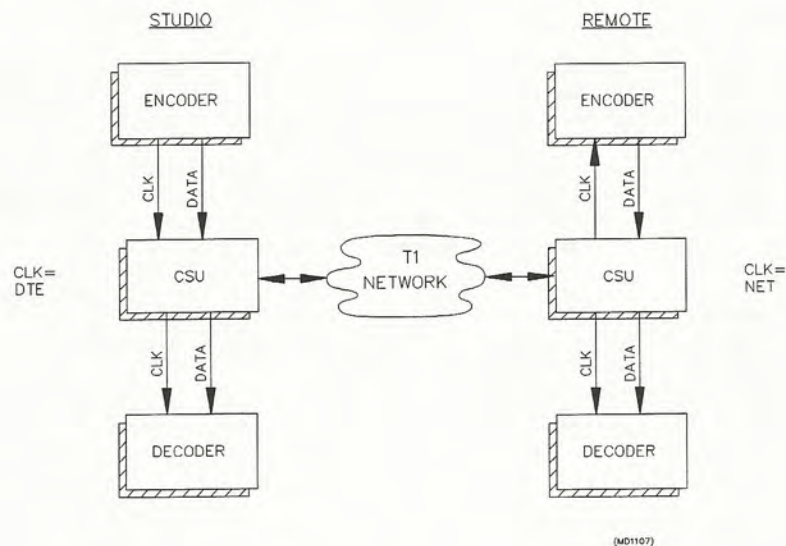 STUDIO
REMOTE
ENCODER
ENCODER
CLK
DATA
CLK
DATA
CLK=
DTE
CSU
T1
NETWORK
CSU
CLK=
NET
CLK
DATA
CLK
DATA
DECODER
DECODER
(MD1107)